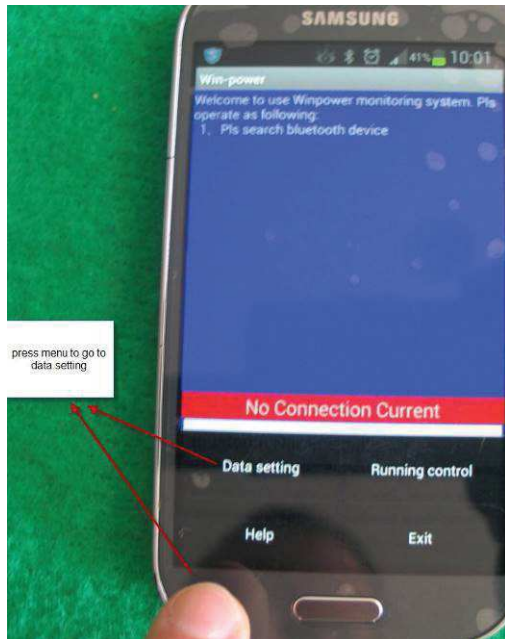 SAMSUNG
41% 10:01
Win-power
Welcome to use Winpower monitoring system. Pls
operate as following:
1. Pls search bluetooth device
press menu to go to
data setting
No Connection Current
Data setting
Running control
Help
Exit